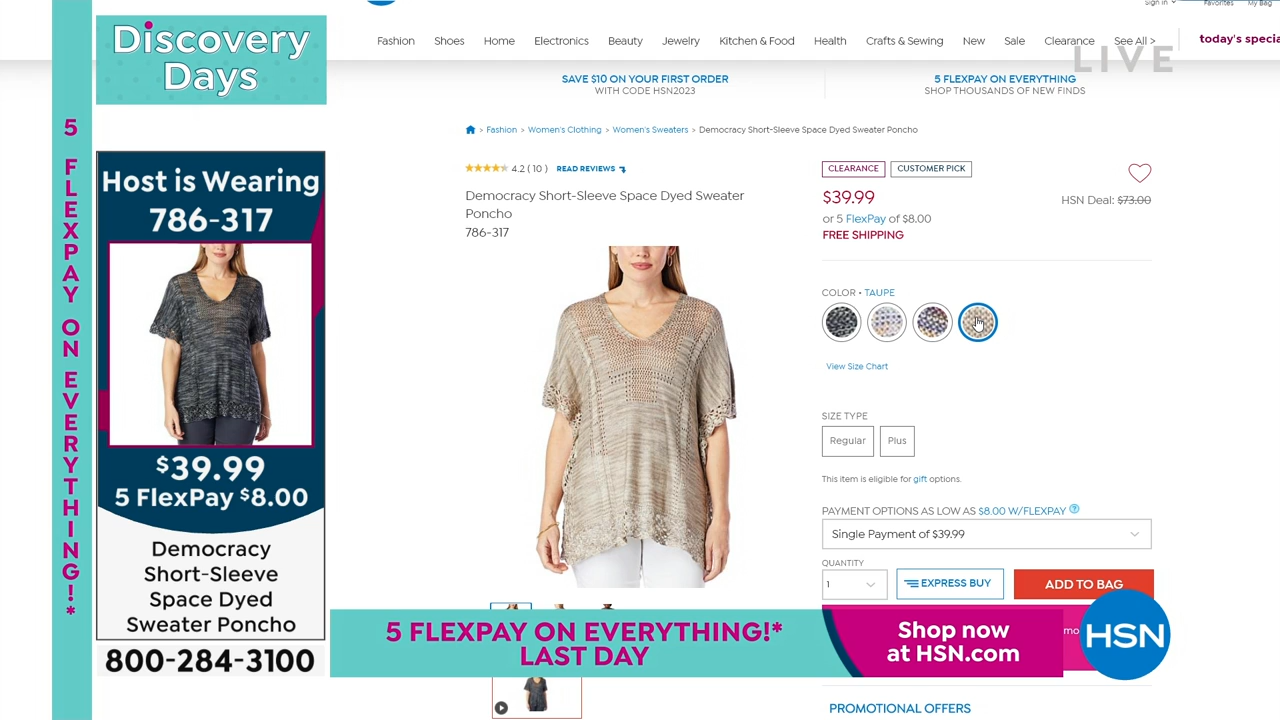 Discovery
Days
5 FLEXPAY ON EVERYTHING!*
Host is Wearing
786-317
$39.99
5 FlexPay $8.00
Democracy
Short-Sleeve
Space Dyed
Sweater Poncho
800-284-3100
Sign in
Favorites
My Bag
Fashion
Shoes
Home
Electronics
Beauty
Jewelry
Kitchen & Food
Health
Crafts & Sewing
New
Sale
Clearance
See All >
today's specia
LIVE
SAVE $10 ON YOUR FIRST ORDER
WITH CODE HSN2023
5 FLEXPAY ON EVERYTHING
SHOP THOUSANDS OF NEW FINDS
> Fashion > Women's Clothing > Women's Sweaters > Democracy Short-Sleeve Space Dyed Sweater Poncho
4.2 ( 10 ) READ REVIEWS
Democracy Short-Sleeve Space Dyed Sweater
Poncho
786-317
CLEARANCE
CUSTOMER PICK
$39.99
HSN Deal: $73.00
or 5 FlexPay of $8.00
FREE SHIPPING
COLOR • TAUPE
View Size Chart
SIZE TYPE
Regular
Plus
This item is eligible for gift options.
PAYMENT OPTIONS AS LOW AS $8.00 W/FLEXPAY ?
Single Payment of $39.99
QUANTITY
1
EXPRESS BUY
ADD TO BAG
5 FLEXPAY ON EVERYTHING!*
LAST DAY
Shop now
at HSN.com
mo
HSN
PROMOTIONAL OFFERS